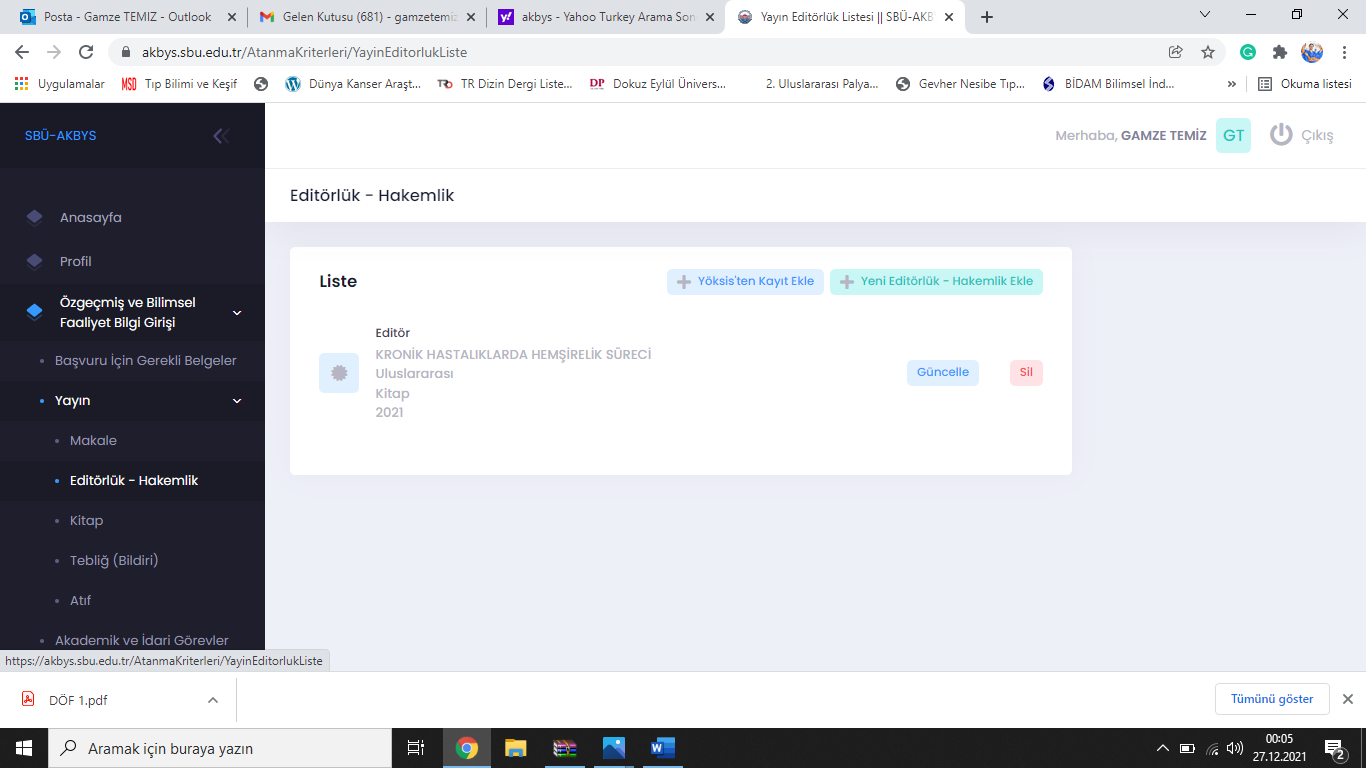 Posta - Gamze TEMIZ - Outlook
Gelen Kutusu (681) - gamzetemiz
akbys - Yahoo Turkey Arama Son
Yayın Editörlük Listesi || SBÜ-AKB
akbys.sbu.edu.tr/AtanmaKriterleri/YayinEditorlukListe
Uygulamalar
MSD Tıp Bilimi ve Keşif
Dünya Kanser Araşt...
TR Dizin Dergi Liste...
DP Dokuz Eylül Univers...
2. Uluslararası Palya...
Gevher Nesibe Tıp...
BİDAM Bilimsel İnd...
»
Okuma listesi
SBÜ-AKBYS
Merhaba, GAMZE TEMİZ GT Çıkış
Editörlük - Hakemlik
Anasayfa
Profil
Özgeçmiş ve Bilimsel
Faaliyet Bilgi Girişi
Başvuru İçin Gerekli Belgeler
Yayın
Makale
Editörlük - Hakemlik
Kitap
Tebliğ (Bildiri)
Atıf
Akademik ve İdari Görevler
Liste
Yöksis'ten Kayıt Ekle
Yeni Editörlük - Hakemlik Ekle
Editör
KRONİK HASTALIKLARDA HEMŞİRELİK SÜRECİ
Uluslararası
Kitap
2021
Güncelle
Sil
https://akbys.sbu.edu.tr/AtanmaKriterleri/YayinEditorlukListe
DÖF 1.pdf
Tümünü göster
Aramak için buraya yazın
00:05
27.12.2021
2